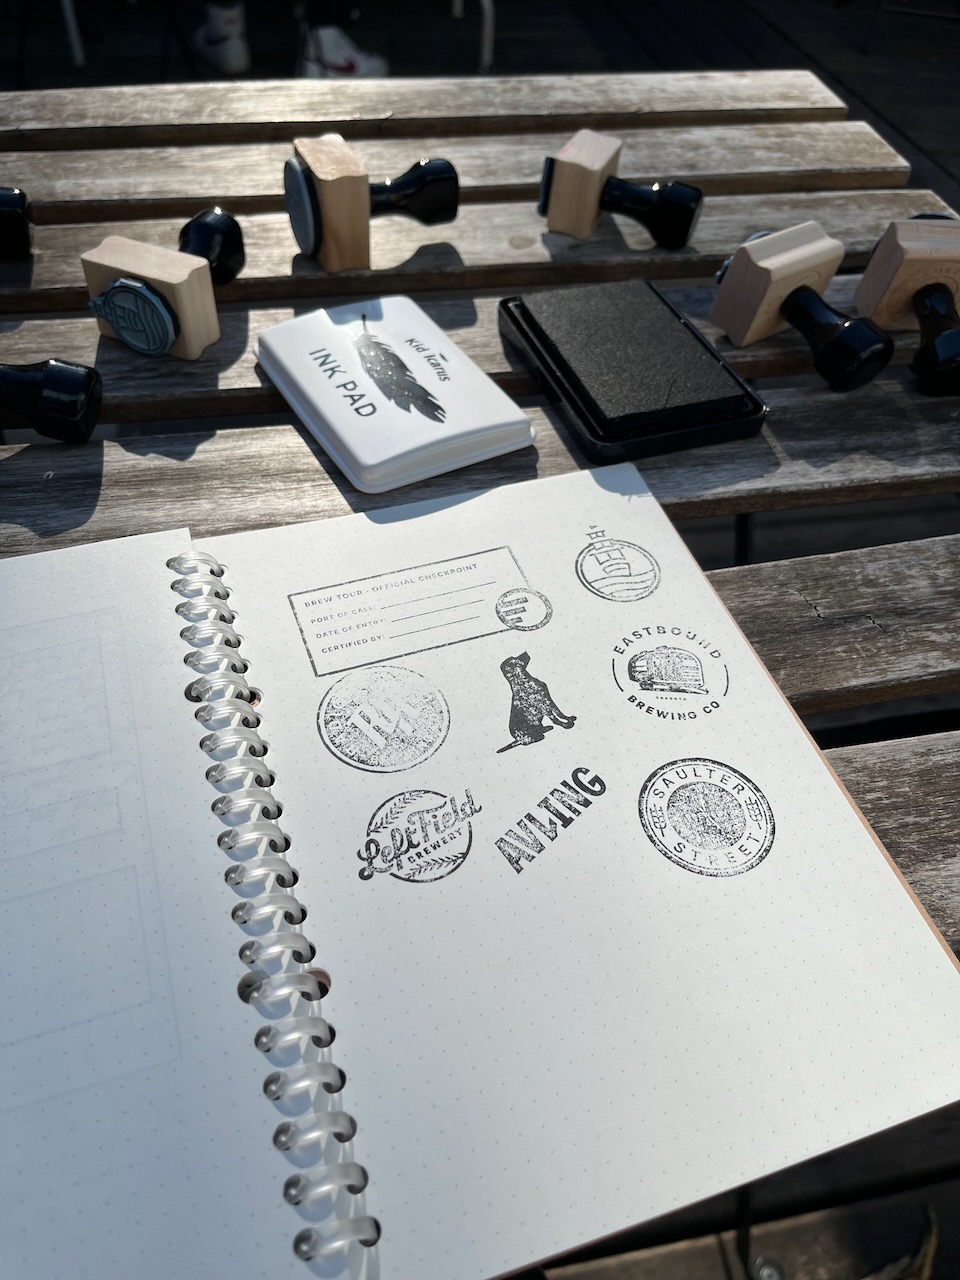 Kid Icarus
INK PAD
BREW TOUR · OFFICIAL CHECKPOINT
PORT OF CALL:
DATE OF ENTRY:
CERTIFIED BY:
EASTBOUND
TORONTO
BREWING CO
Left Field
BREWERY
AVLING
SAULTER
STREET